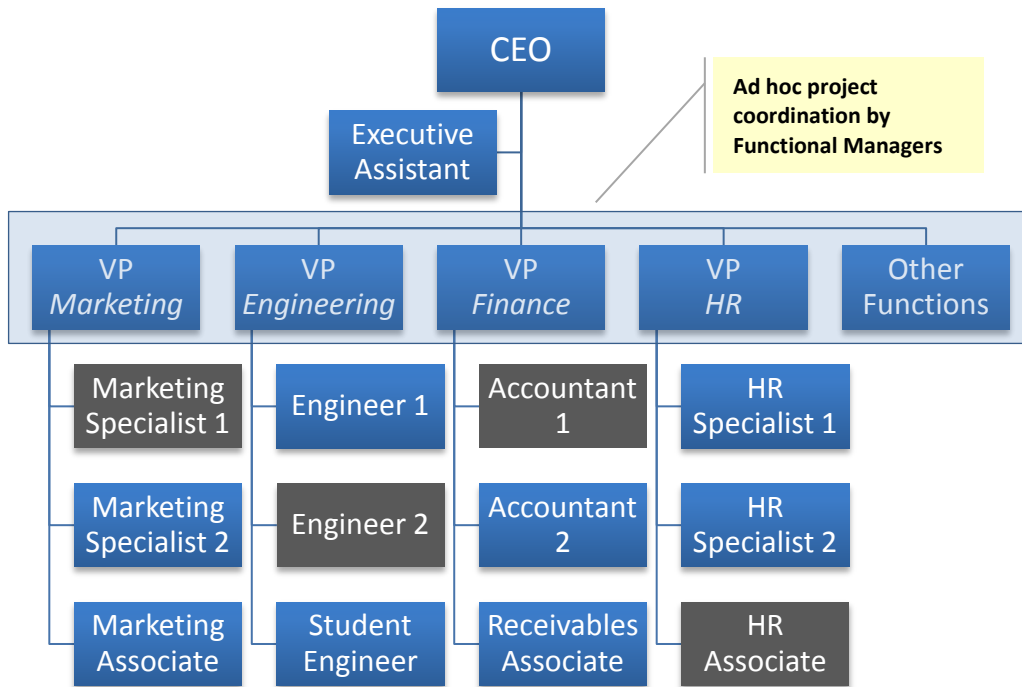 CEO
Ad hoc project
coordination by
Functional Managers
Executive
Assistant
VP
Marketing
VP
Engineering
VP
Finance
VP
HR
Other
Functions
Marketing
Specialist 1
Engineer 1
Accountant
1
HR
Specialist 1
Marketing
Specialist 2
Engineer 2
Accountant
2
HR
Specialist 2
Marketing
Associate
Student
Engineer
Receivables
Associate
HR
Associate